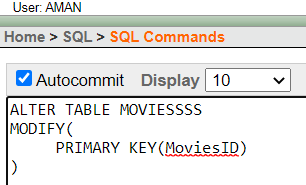 User: AMAN
Home > SQL > SQL Commands
Autocommit Display 10
ALTER TABLE MOVIESSSS
MODIFY(
PRIMARY KEY(MoviesID)
)